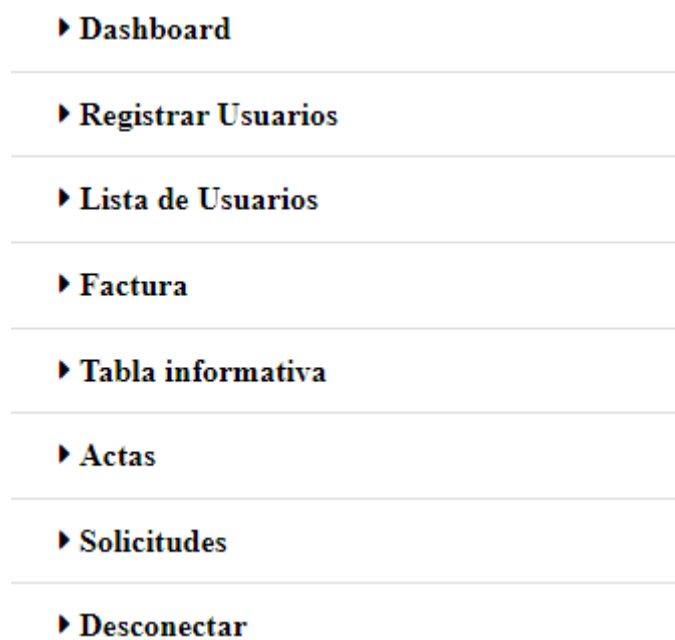 Dashboard
Registrar Usuarios
Lista de Usuarios
Factura
Tabla informativa
Actas
Solicitudes
Desconectar